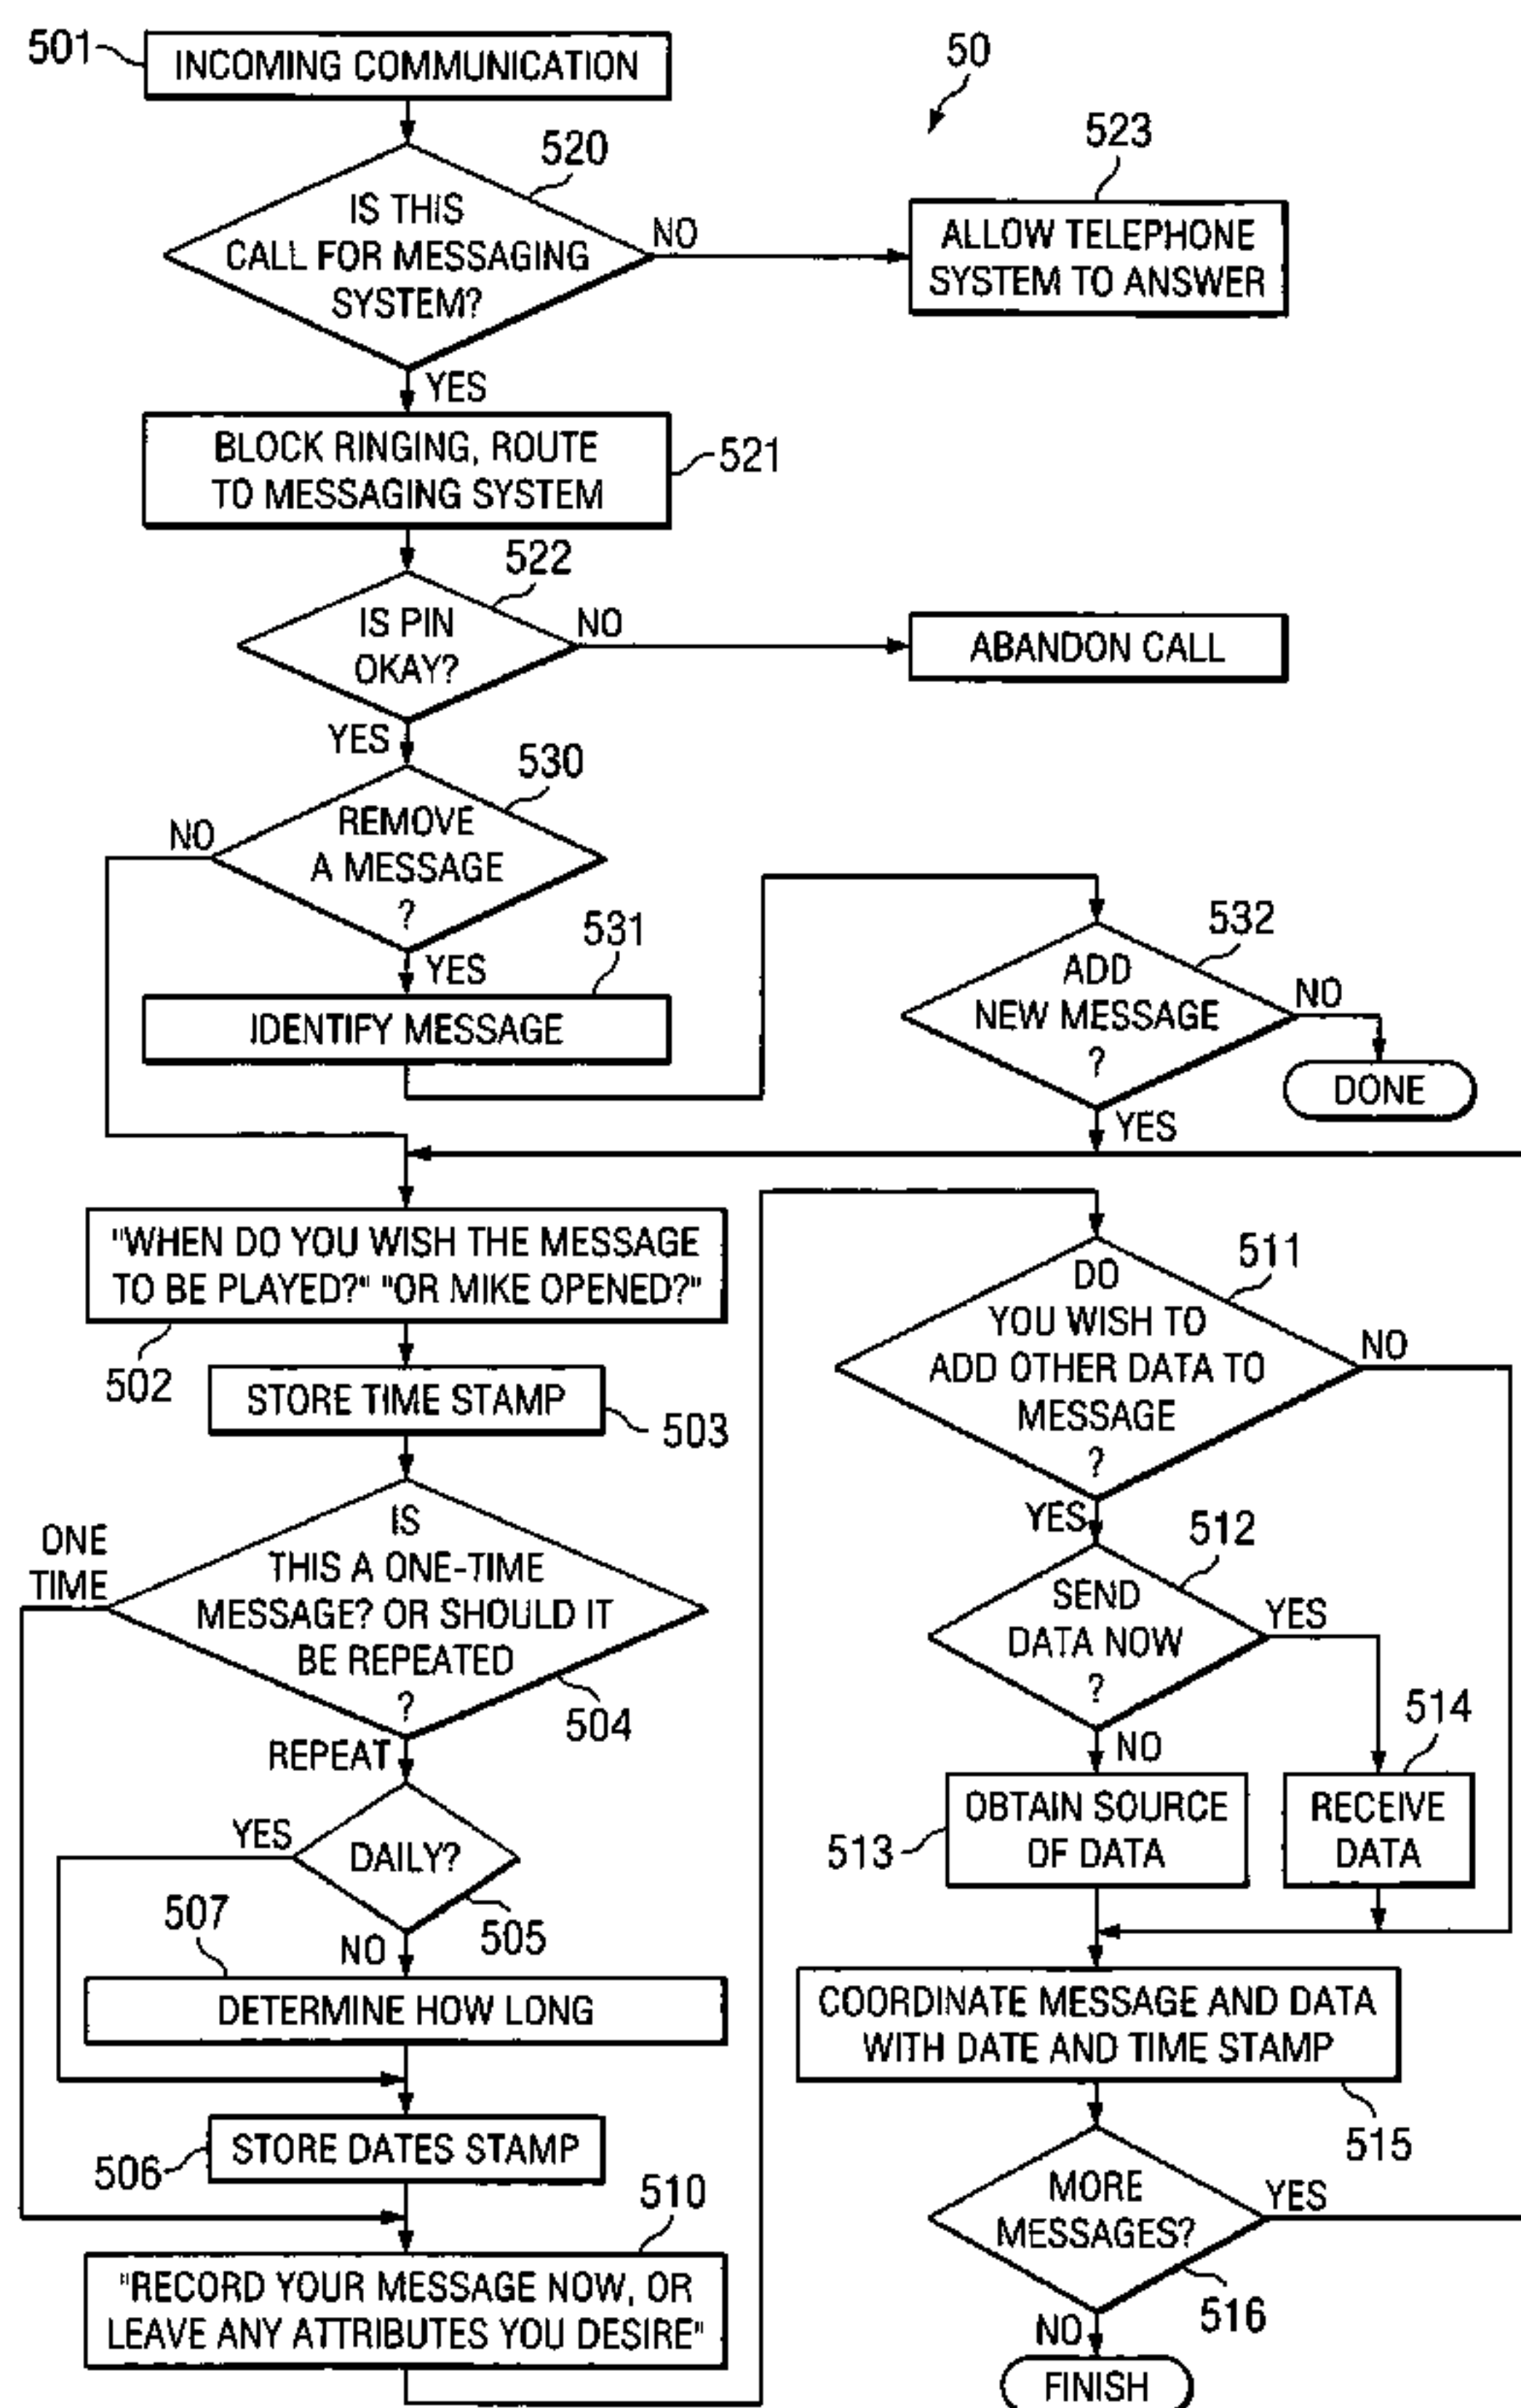 501
INCOMING COMMUNICATION
50
520
IS THIS
CALL FOR MESSAGING
SYSTEM?
NO
523
ALLOW TELEPHONE
SYSTEM TO ANSWER
YES
BLOCK RINGING, ROUTE
TO MESSAGING SYSTEM
521
522
IS PIN
OKAY?
NO
ABANDON CALL
YES
530
REMOVE
A MESSAGE
?
NO
YES
531
IDENTIFY MESSAGE
532
ADD
NEW MESSAGE
?
NO
DONE
YES
"WHEN DO YOU WISH THE MESSAGE
TO BE PLAYED?" "OR MIKE OPENED?"
502
STORE TIME STAMP
503
IS
THIS A ONE-TIME
MESSAGE? OR SHOULD IT
BE REPEATED
?
ONE
TIME
504
REPEAT
DAILY?
YES
505
NO
507
DETERMINE HOW LONG
STORE DATES STAMP
506
510
"RECORD YOUR MESSAGE NOW, OR
LEAVE ANY ATTRIBUTES YOU DESIRE"
511
DO
YOU WISH TO
ADD OTHER DATA TO
MESSAGE
?
NO
YES
512
SEND
DATA NOW
?
YES
NO
514
513
OBTAIN SOURCE
OF DATA
RECEIVE
DATA
COORDINATE MESSAGE AND DATA
WITH DATE AND TIME STAMP
515
MORE
MESSAGES?
YES
516
NO
FINISH